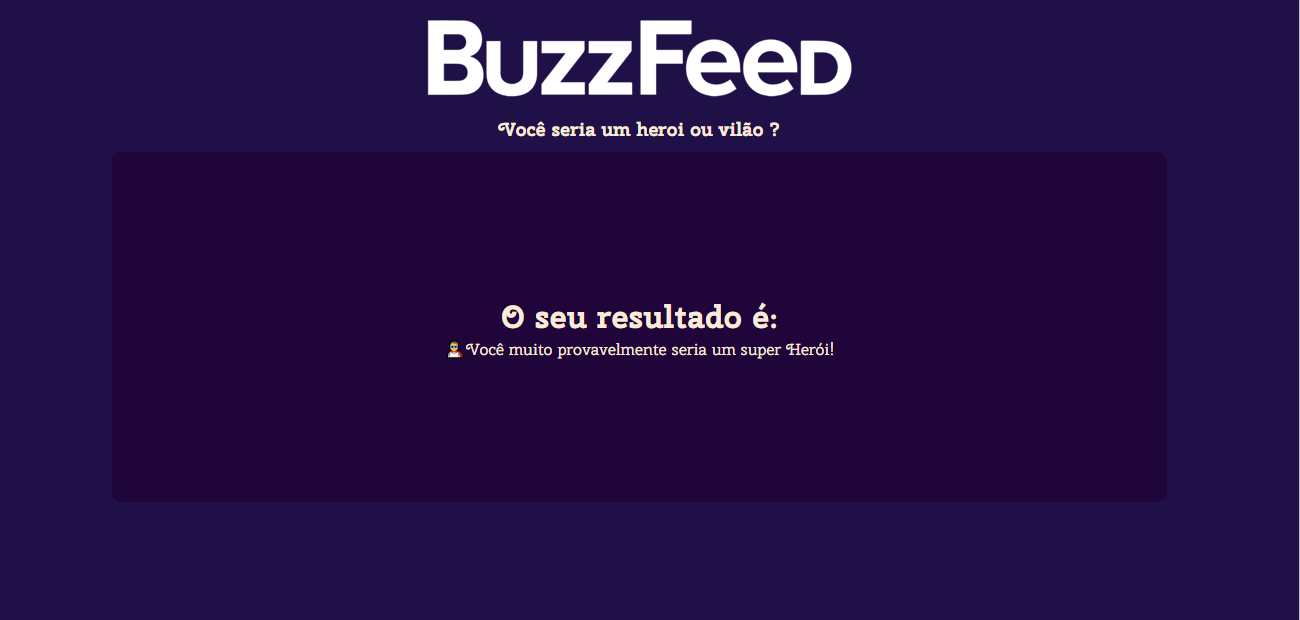 BuzzFeed
Você seria um heroi ou vilão ?
O seu resultado é:
🦸Você muito provavelmente seria um super Herói!